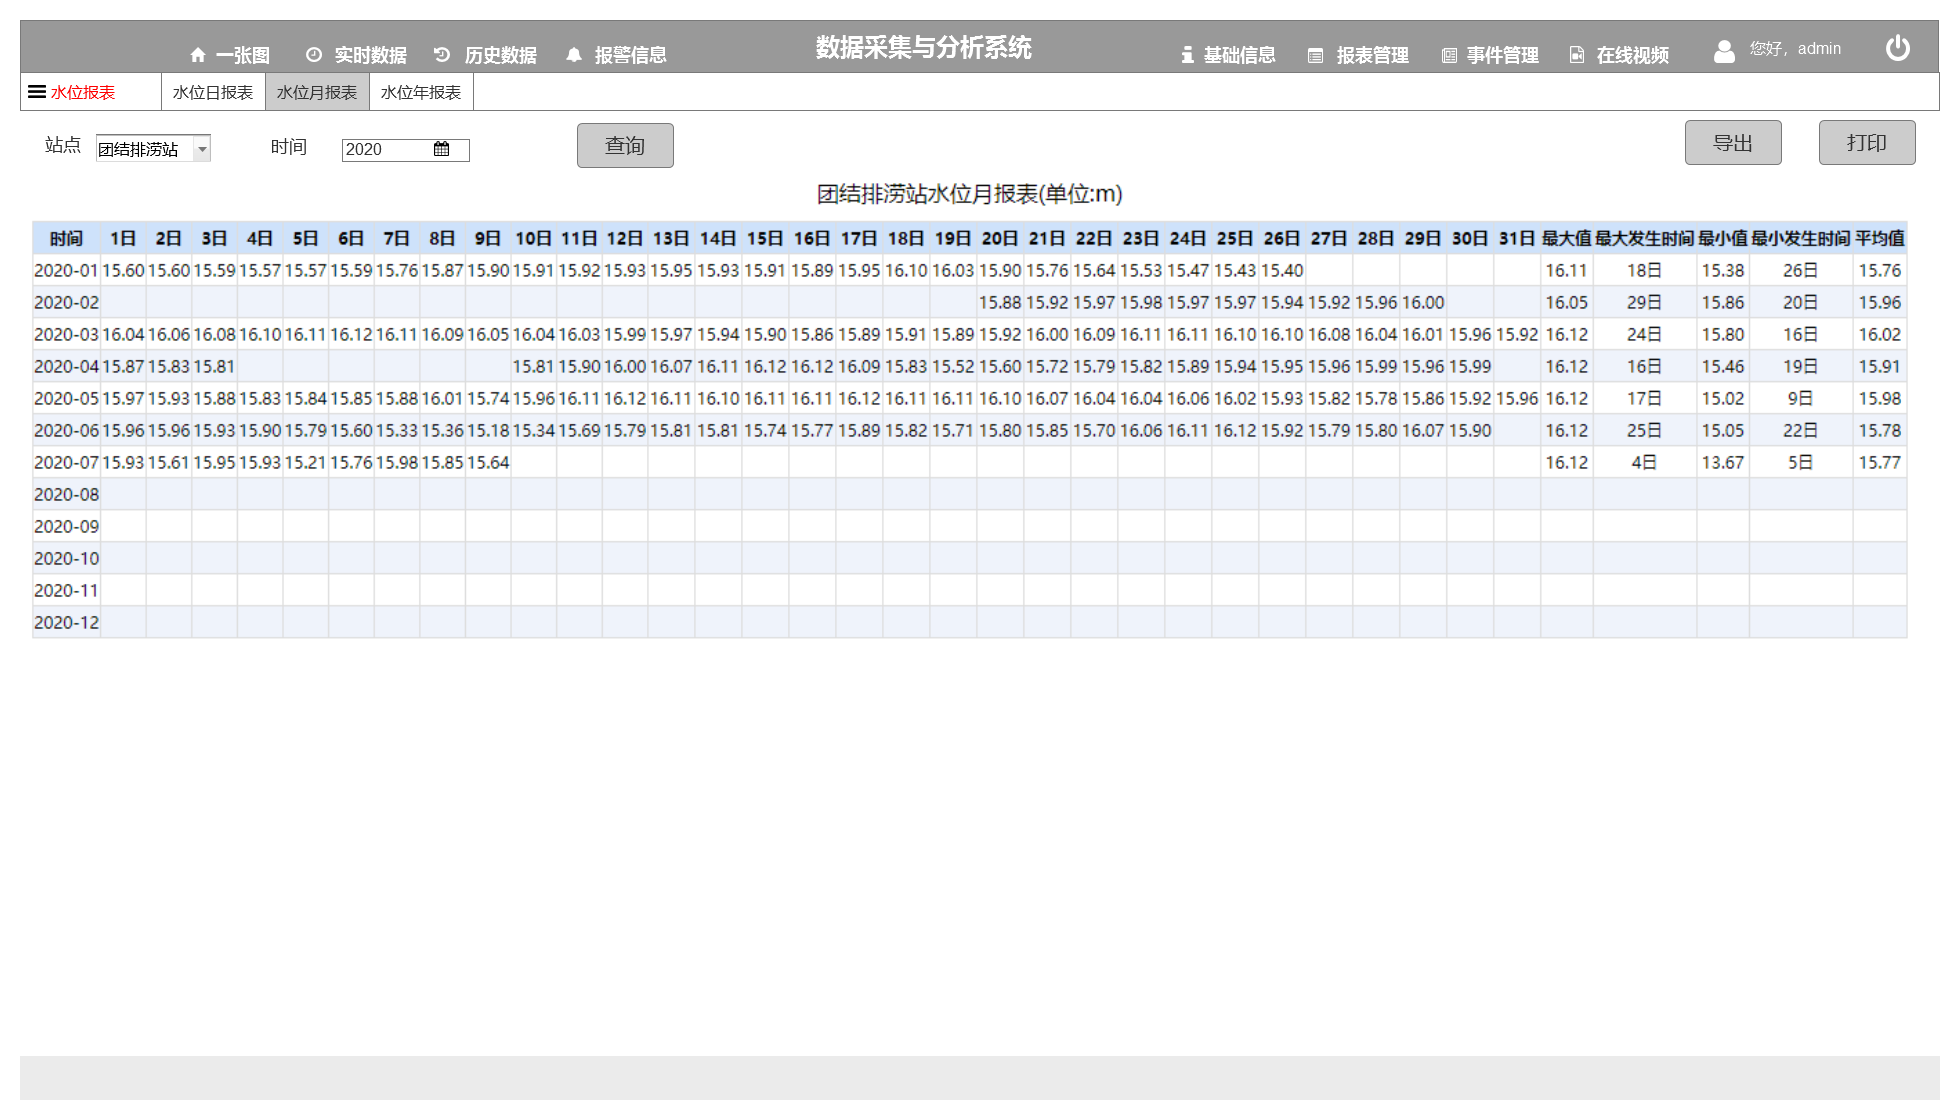 一张图 实时数据 历史数据 报警信息 数据采集与分析系统 基础信息 报表管理 事件管理 在线视频 您好，admin
水位报表 水位日报表 水位月报表 水位年报表
站点 团结排涝站 时间 2020 查询 导出 打印
团结排涝站水位月报表(单位:m)
时间 1日 2日 3日 4日 5日 6日 7日 8日 9日 10日 11日 12日 13日 14日 15日 16日 17日 18日 19日 20日 21日 22日 23日 24日 25日 26日 27日 28日 29日 30日 31日 最大值 最大发生时间 最小值 最小发生时间 平均值
2020-01 15.60 15.60 15.59 15.57 15.57 15.59 15.76 15.87 15.90 15.91 15.92 15.93 15.95 15.93 15.91 15.89 15.95 16.10 16.03 15.90 15.76 15.64 15.53 15.47 15.43 15.40 16.11 18日 15.38 26日 15.76
2020-02 15.88 15.92 15.97 15.98 15.97 15.97 15.94 15.92 15.96 16.00 16.05 29日 15.86 20日 15.96
2020-03 16.04 16.06 16.08 16.10 16.11 16.12 16.11 16.09 16.05 16.04 16.03 15.99 15.97 15.94 15.90 15.86 15.89 15.91 15.89 15.92 16.00 16.09 16.11 16.11 16.10 16.10 16.08 16.04 16.01 15.96 15.92 16.12 24日 15.80 16日 16.02
2020-04 15.87 15.83 15.81 15.81 15.90 16.00 16.07 16.11 16.12 16.12 16.09 15.83 15.52 15.60 15.72 15.79 15.82 15.89 15.94 15.95 15.96 15.99 15.96 15.99 16.12 16日 15.46 19日 15.91
2020-05 15.97 15.93 15.88 15.83 15.84 15.85 15.88 16.01 15.74 15.96 16.11 16.12 16.11 16.10 16.11 16.11 16.12 16.11 16.11 16.10 16.07 16.04 16.04 16.06 16.02 15.93 15.82 15.78 15.86 15.92 15.96 16.12 17日 15.02 9日 15.98
2020-06 15.96 15.96 15.93 15.90 15.79 15.60 15.33 15.36 15.18 15.34 15.69 15.79 15.81 15.81 15.74 15.77 15.89 15.82 15.71 15.80 15.85 15.70 16.06 16.11 16.12 15.92 15.79 15.80 16.07 15.90 16.12 25日 15.05 22日 15.78
2020-07 15.93 15.61 15.95 15.93 15.21 15.76 15.98 15.85 15.64 16.12 4日 13.67 5日 15.77
2020-08
2020-09
2020-10
2020-11
2020-12